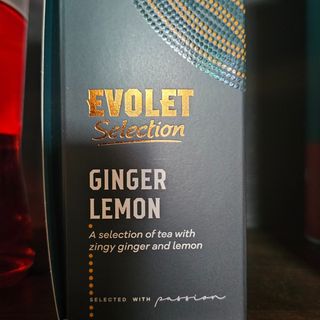 EVOLET
Selection
GINGER
LEMON
A selection of tea with
zingy ginger and lemon
SELECTED WITH passion